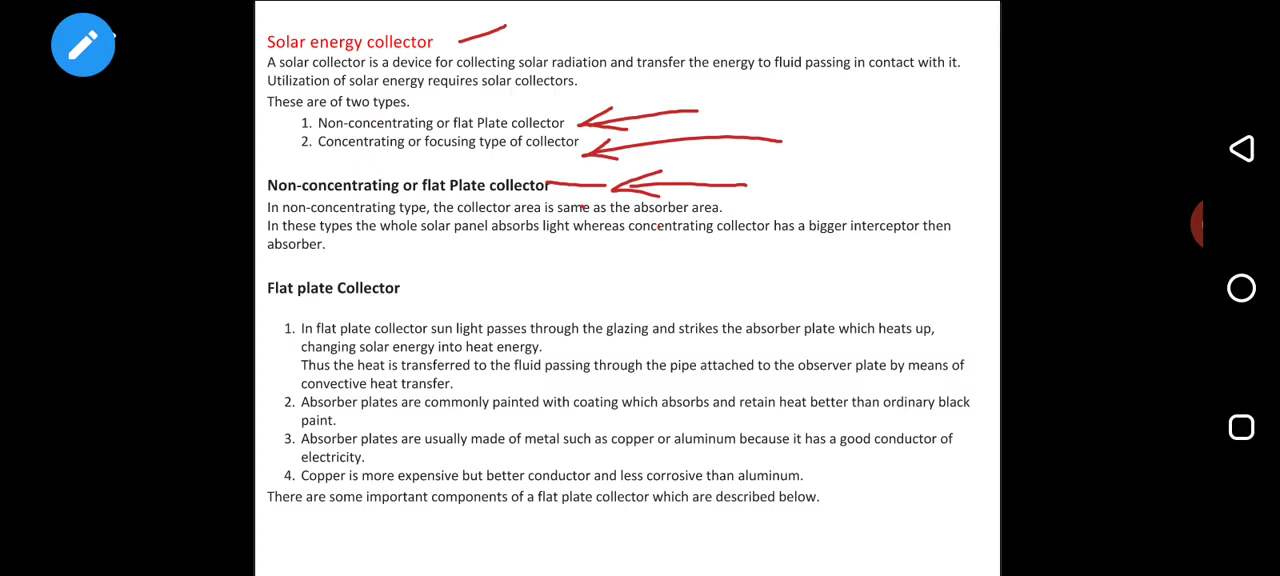 Solar energy collector
A solar collector is a device for collecting solar radiation and transfer the energy to fluid passing in contact with it.
Utilization of solar energy requires solar collectors.
These are of two types.
1. Non-concentrating or flat Plate collector
2. Concentrating or focusing type of collector
Non-concentrating or flat Plate collector
In non-concentrating type, the collector area is same as the absorber area.
In these types the whole solar panel absorbs light whereas concentrating collector has a bigger interceptor then
absorber.
Flat plate Collector
1. In flat plate collector sun light passes through the glazing and strikes the absorber plate which heats up,
changing solar energy into heat energy.
Thus the heat is transferred to the fluid passing through the pipe attached to the observer plate by means of
convective heat transfer.
2. Absorber plates are commonly painted with coating which absorbs and retain heat better than ordinary black
paint.
3. Absorber plates are usually made of metal such as copper or aluminum because it has a good conductor of
electricity.
4. Copper is more expensive but better conductor and less corrosive than aluminum.
There are some important components of a flat plate collector which are described below.